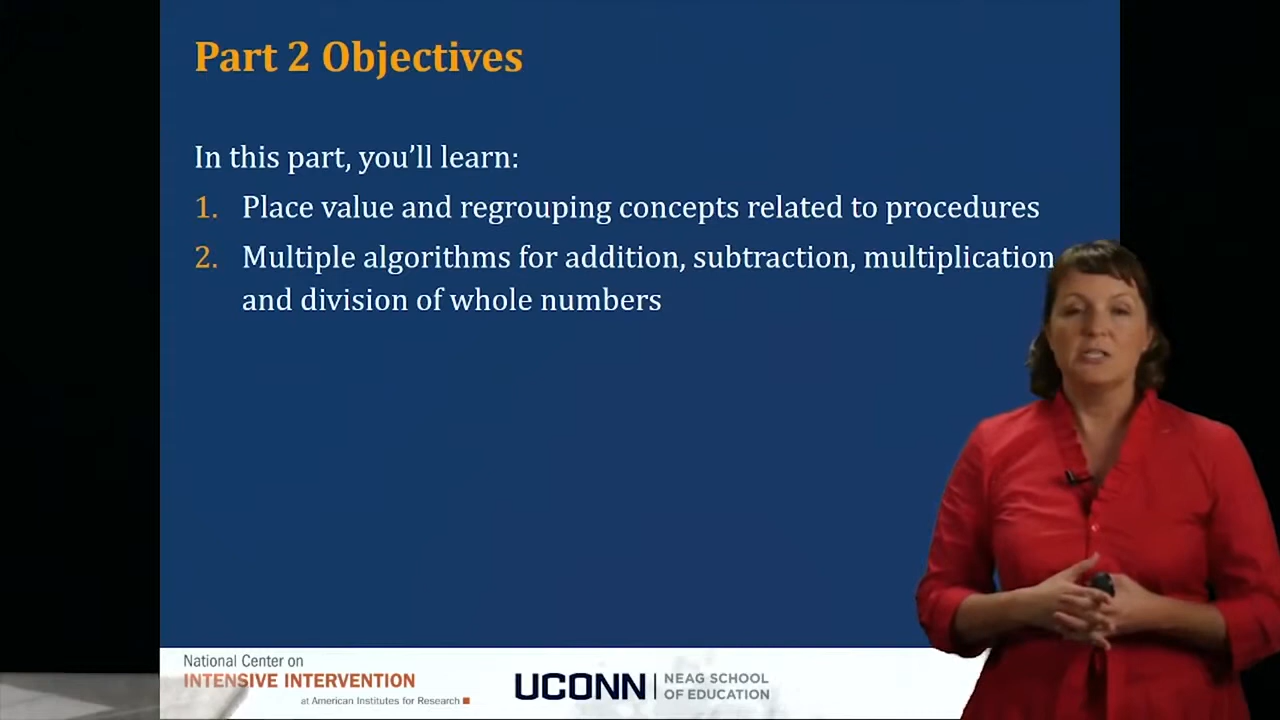 Part 2 Objectives
In this part, you'll learn:
1. Place value and regrouping concepts related to procedures
2. Multiple algorithms for addition, subtraction, multiplication
and division of whole numbers
National Center on
INTENSIVE INTERVENTION
at American Institutes for Research
UCONN
NEAG SCHOOL
OF EDUCATION